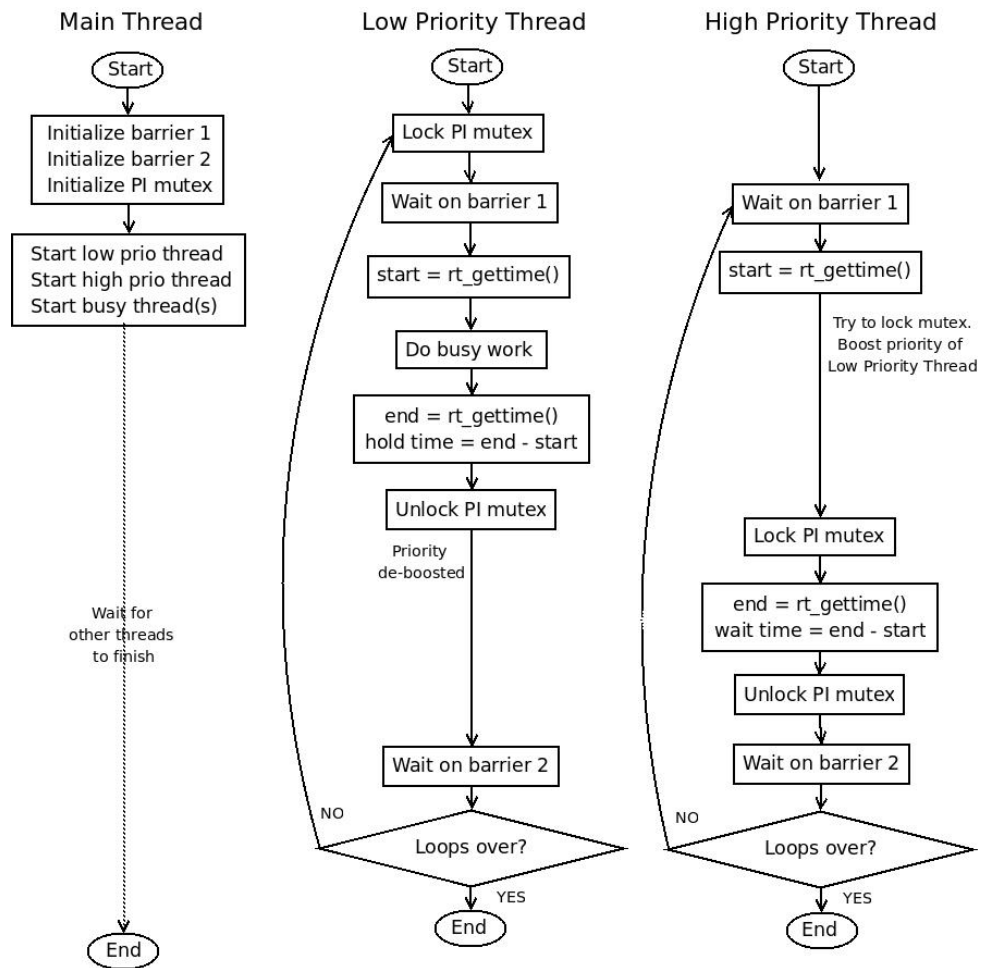 Main Thread
Start
Initialize barrier 1
Initialize barrier 2
Initialize PI mutex
Start low prio thread
Start high prio thread
Start busy thread(s)
Wait for
other threads
to finish
End
Low Priority Thread
Start
Lock PI mutex
Wait on barrier 1
start = rt_gettime()
Do busy work
end = rt_gettime()
hold time = end - start
Unlock PI mutex
Priority
de-boosted
Wait on barrier 2
NO
Loops over?
YES
End
High Priority Thread
Start
Wait on barrier 1
start = rt_gettime()
Try to lock mutex.
Boost priority of
Low Priority Thread
Lock PI mutex
end = rt_gettime()
wait time = end - start
Unlock PI mutex
Wait on barrier 2
NO
Loops over?
YES
End